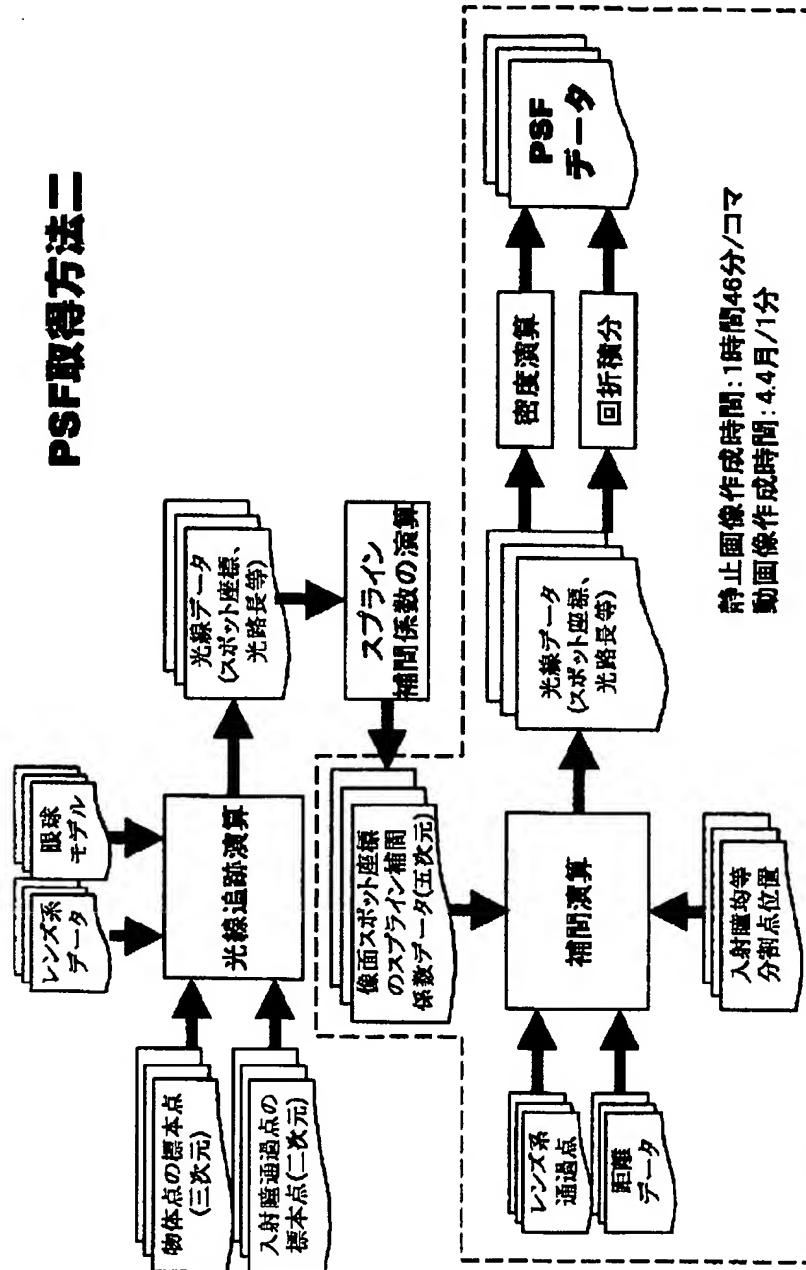 PSF取得方法二
レンズ系
データ
眼球
モデル
物体点の標本点
(三次元)
入射瞳通過点の
標本点(二次元)
光線追跡演算
光線データ
(スポット座標、
光路長等)
スプライン
補間係数の演算
像面スポット座標
のスプライン補間
係数データ(五次元)
レンズ系
通過点
距離
データ
補間演算
入射瞳均等
分割点位置
光線データ
(スポット座標、
光路長等)
密度演算
回折積分
PSF
データ
静止画像作成時間:1時間46分/コマ
動画像作成時間:4.4月/1分